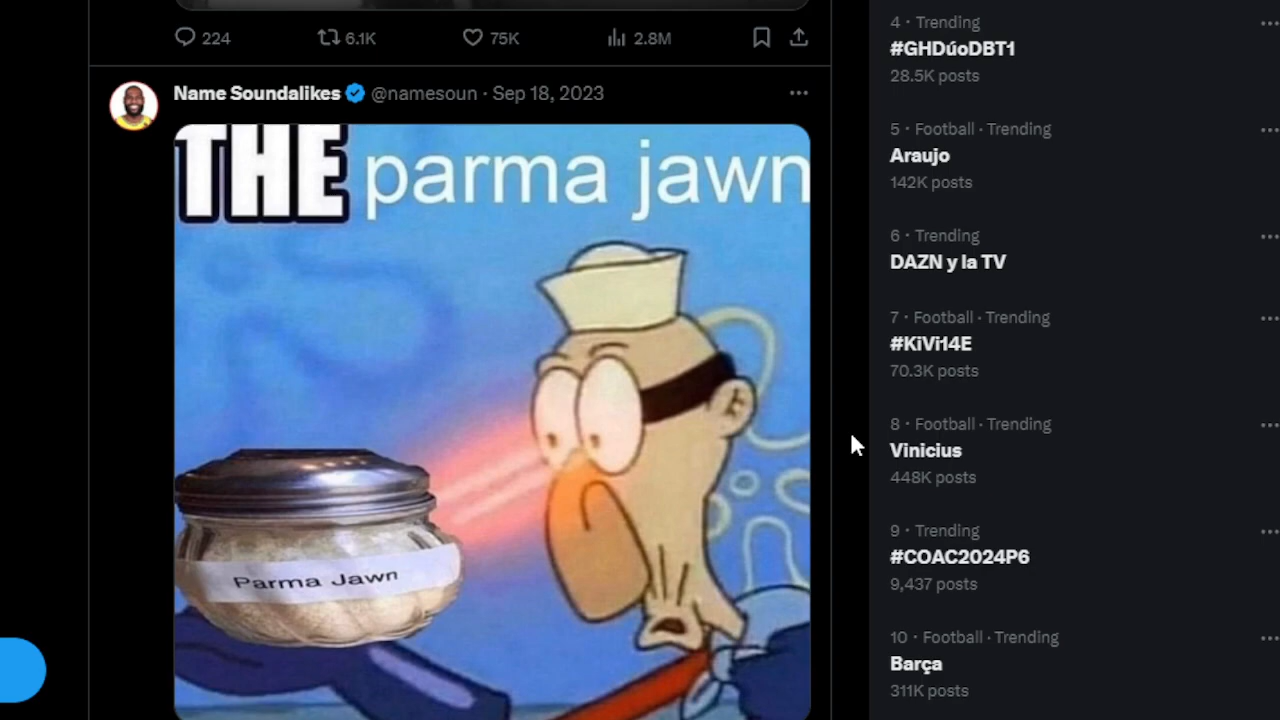 224 6.1K 75K 2.8M
Name Soundalikes @namesoun · Sep 18, 2023
THE parma jawn
Parma Jawn
4 · Trending
#GHDúoDBT1
28.5K posts
5 · Football · Trending
Araujo
142K posts
6 · Trending
DAZN y la TV
7 · Football · Trending
#KiVi14E
70.3K posts
8 · Football · Trending
Vinicius
448K posts
9 · Trending
#COAC2024P6
9,437 posts
10 · Football · Trending
Barça
311K posts